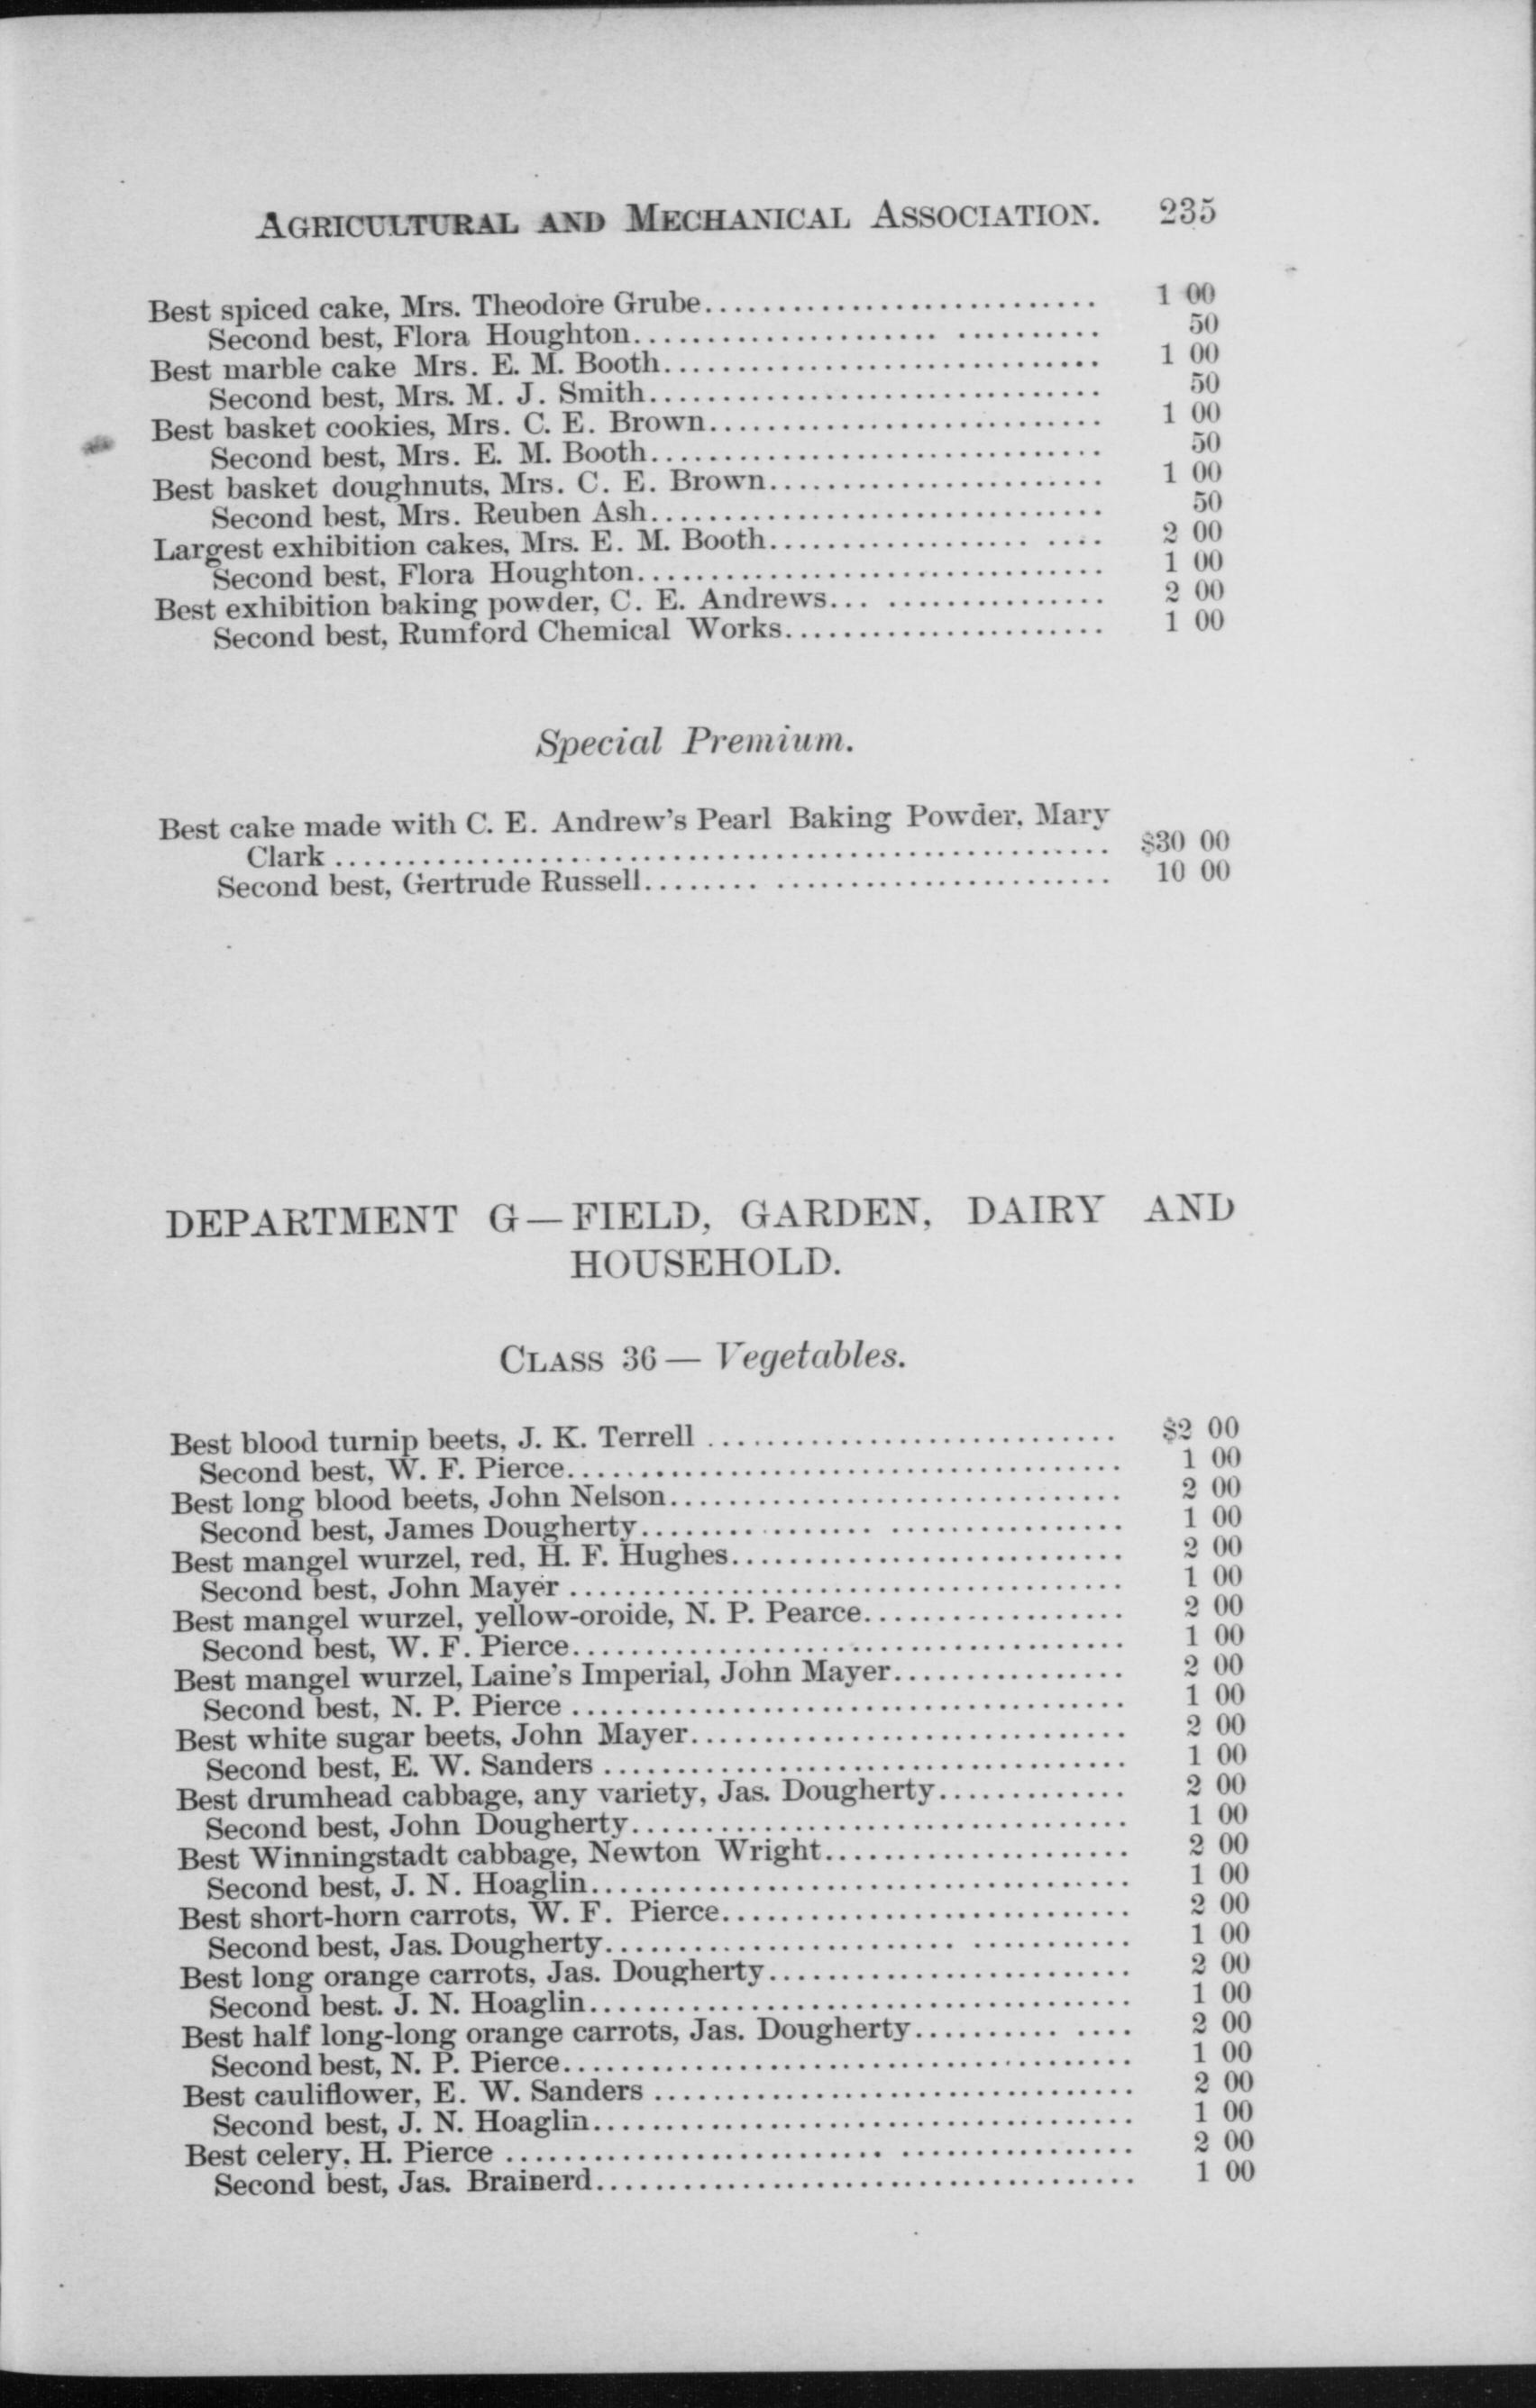 AGRICULTURAL AND MECHANICAL ASSOCIATION. 235
Best spiced cake, Mrs. Theodore Grube........................... 1 00
Second best, Flora Houghton..................... .......... 50
Best marble cake Mrs. E. M. Booth.............................. 1 00
Second best, Mrs. M. J. Smith............................... 50
Best basket cookies, Mrs. C. E. Brown........................... 1 00
Second best, Mrs. E. M. Booth............................... 50
Best basket doughnuts, Mrs. C. E. Brown....................... 1 00
Second best, Mrs. Reuben Ash............................... 50
Largest exhibition cakes, Mrs. E. M. Booth.................. .... 2 00
Second best, Flora Houghton................................ 1 00
Best exhibition baking powder, C. E. Andrews... ............... 2 00
Second best, Rumford Chemical Works...................... 1 00
Special Premium.
Best cake made with C. E. Andrew's Pearl Baking Powder, Mary
Clark ..................................................... $30 00
Second best, Gertrude Russell........ ....................... 10 00
DEPARTMENT G—FIELD, GARDEN, DAIRY AND
HOUSEHOLD.
CLASS 36 — Vegetables.
Best blood turnip beets, J. K. Terrell ............................ $2 00
Second best, W. F. Pierce...................................... 1 00
Best long blood beets, John Nelson............................... 2 00
Second best, James Dougherty................ ................ 1 00
Best mangel wurzel, red, H. F. Hughes........................... 2 00
Second best, John Mayer ...................................... 1 00
Best mangel wurzel, yellow-oroide, N. P. Pearce.................. 2 00
Second best, W. F. Pierce...................................... 1 00
Best mangel wurzel, Laine's Imperial, John Mayer................ 2 00
Second best, N. P. Pierce ...................................... 1 00
Best white sugar beets, John Mayer.............................. 2 00
Second best, E. W. Sanders .................................... 1 00
Best drumhead cabbage, any variety, Jas. Dougherty............. 2 00
Second best, John Dougherty.................................. 1 00
Best Winningstadt cabbage, Newton Wright..................... 2 00
Second best, J. N. Hoaglin..................................... 1 00
Best short-horn carrots, W. F. Pierce............................ 2 00
Second best, Jas. Dougherty........................ ........... 1 00
Best long orange carrots, Jas. Dougherty......................... 2 00
Second best. J. N. Hoaglin..................................... 1 00
Best half long-long orange carrots, Jas. Dougherty.......... .... 2 00
Second best, N. P. Pierce....................................... 1 00
Best cauliflower, E. W. Sanders ................................. 2 00
Second best, J. N. Hoaglin..................................... 1 00
Best celery, H. Pierce .......................... ................ 2 00
Second best, Jas. Brainerd..................................... 1 00